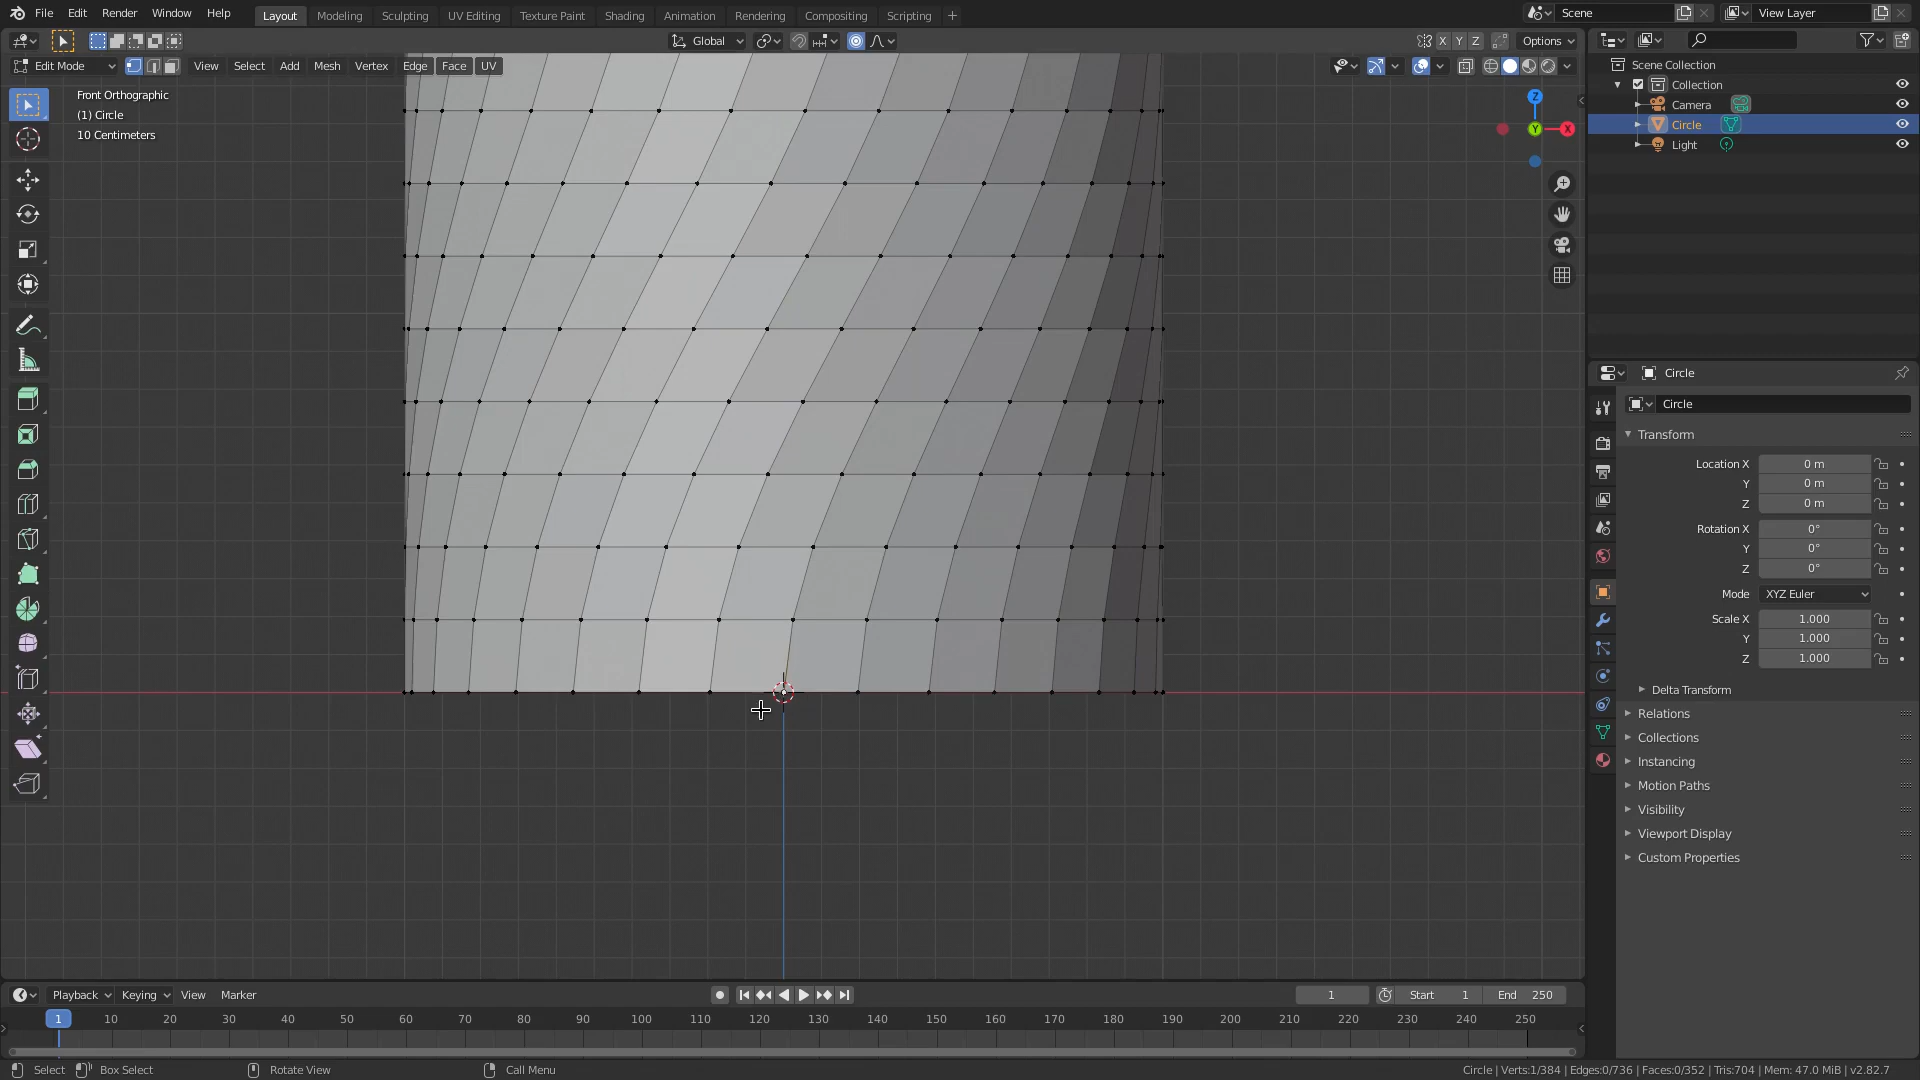 File Edit Render Window Help Layout Modeling Sculpting UV Editing Texture Paint Shading Animation Rendering Compositing Scripting + Scene View Layer
Global X Y Z Options
Edit Mode View Select Add Mesh Vertex Edge Face UV
Front Orthographic
(1) Circle
10 Centimeters
Z
Y
X
Scene Collection
Collection
Camera
Circle
Light
Circle
Circle
Transform
Location X 0 m
Y 0 m
Z 0 m
Rotation X 0°
Y 0°
Z 0°
Mode XYZ Euler
Scale X 1.000
Y 1.000
Z 1.000
Delta Transform
Relations
Collections
Instancing
Motion Paths
Visibility
Viewport Display
Custom Properties
Playback Keying View Marker 1 Start 1 End 250
1 10 20 30 40 50 60 70 80 90 100 110 120 130 140 150 160 170 180 190 200 210 220 230 240 250
Select Box Select Rotate View Call Menu Circle | Verts:1/384 | Edges:0/736 | Faces:0/352 | Tris:704 | Mem: 47.0 MiB | v2.82.7